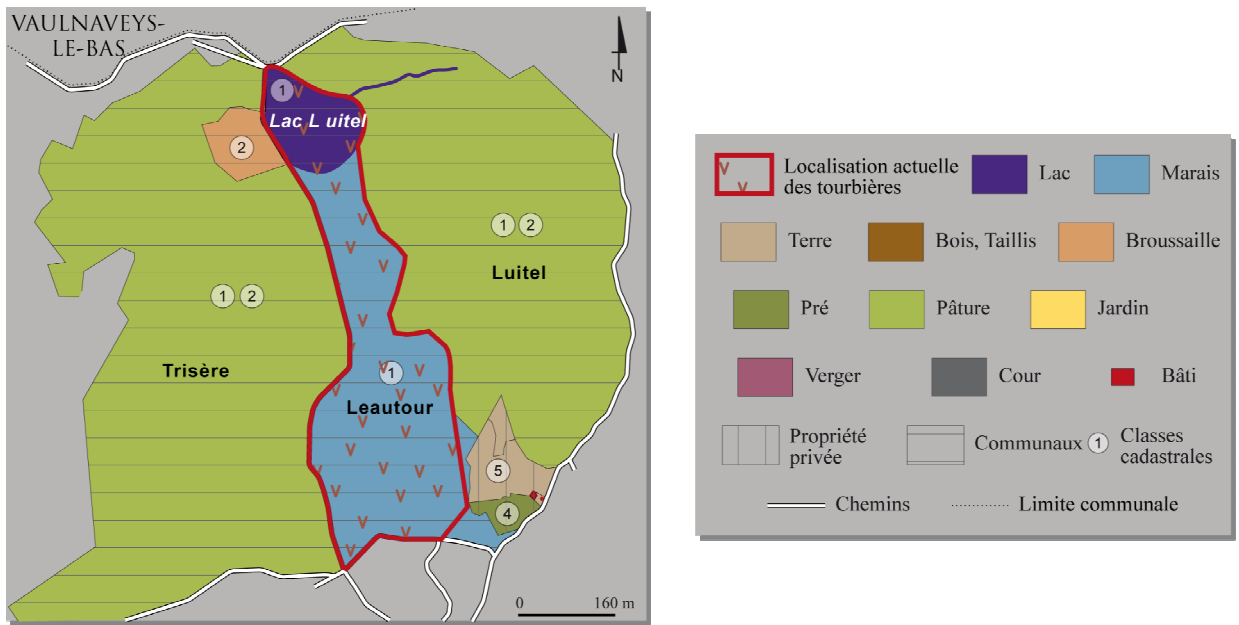 VAULNAVEYS-
LE-BAS
N
1
Lac L uitel
2
1 2
Luitel
1 2
Trisère
1
Leautour
5
4
0 160 m
Localisation actuelle
des tourbières
Lac
Marais
Terre
Bois, Taillis
Broussaille
Pré
Pâture
Jardin
Verger
Cour
Bâti
Propriété
privée
Communaux
1
Classes
cadastrales
Chemins
Limite communale